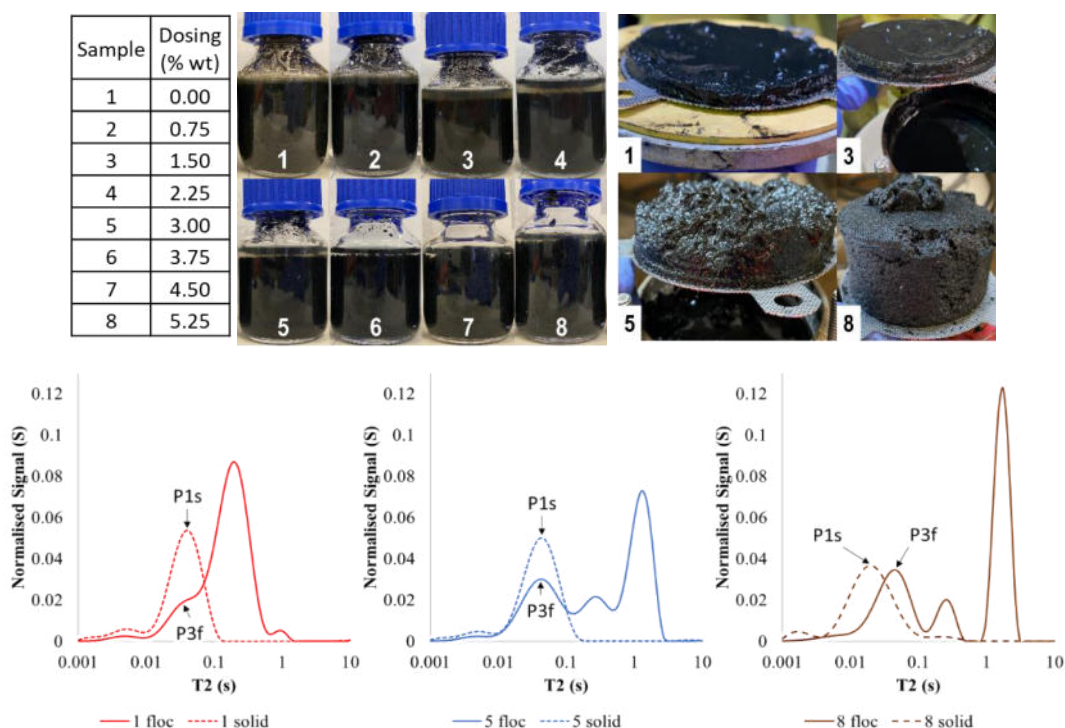 Sample Dosing (% wt)
1 0.00
2 0.75
3 1.50
4 2.25
5 3.00
6 3.75
7 4.50
8 5.25
1 2 3 4
5 6 7 8
1 3
5 8
Normalised Signal (S)
0.12
0.1
0.08
0.06
0.04
0.02
0
P1s
P3f
0.001 0.01 0.1 1 10
T2 (s)
1 floc 1 solid
Normalised Signal (S)
0.12
0.1
0.08
0.06
0.04
0.02
0
P1s
P3f
0.001 0.01 0.1 1 10
T2 (s)
5 floc 5 solid
Normalised Signal (S)
0.12
0.1
0.08
0.06
0.04
0.02
0
P1s P3f
0.001 0.01 0.1 1 10
T2 (s)
8 floc 8 solid